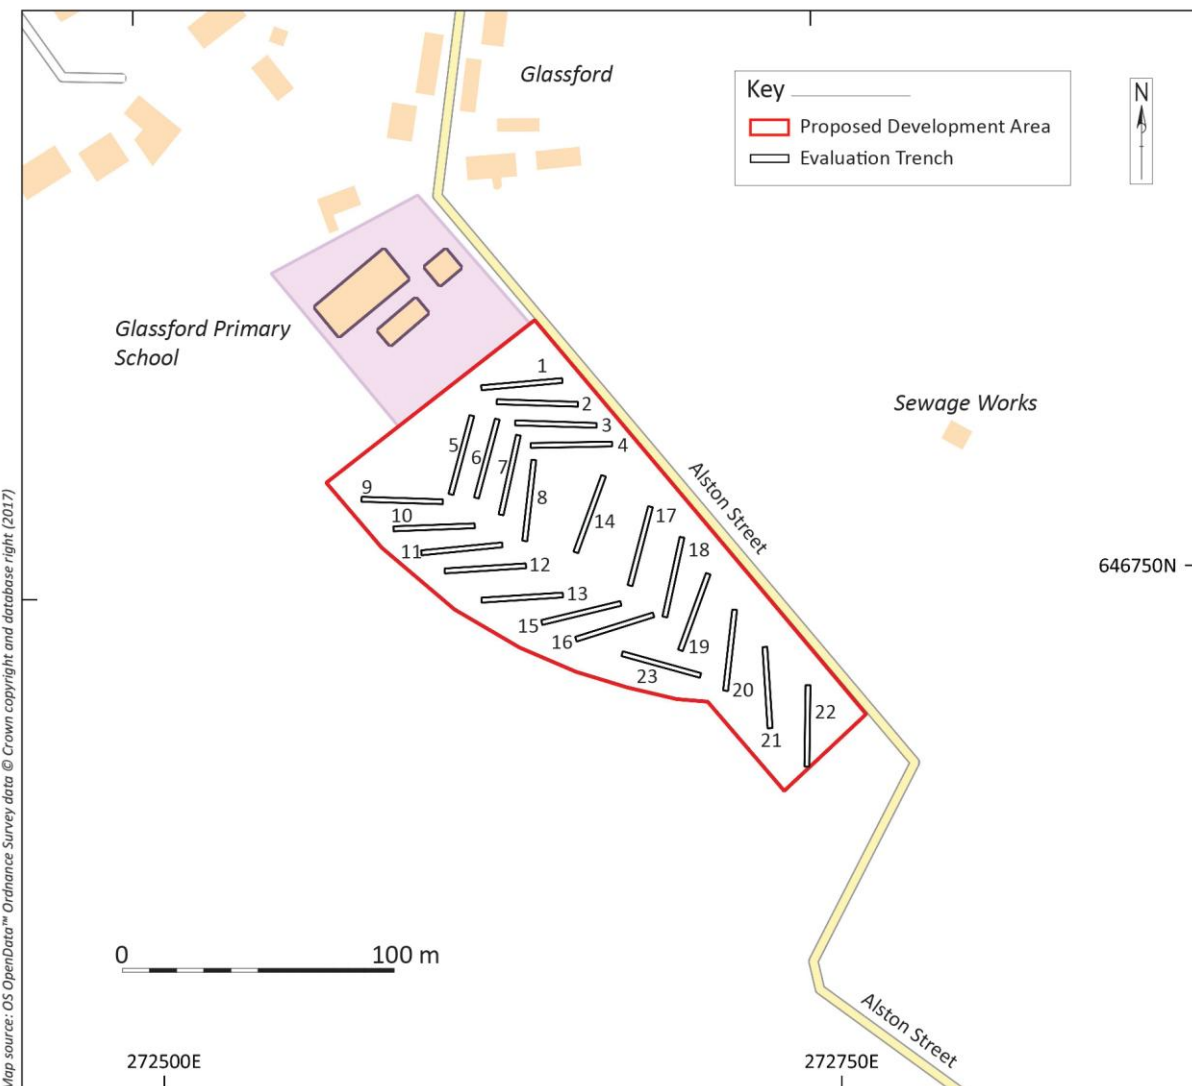 Glassford
Key
N
Proposed Development Area
Evaluation Trench
Glassford Primary
School
Sewage Works
1
2
3
4
5
6
7
8
9
10
11
12
13
14
15
16
17
18
19
20
21
22
23
Alston Street
646750N
0
100 m
Alston Street
272500E
272750E
Map source: OS OpenData™ Ordnance Survey data © Crown copyright and database right (2017)